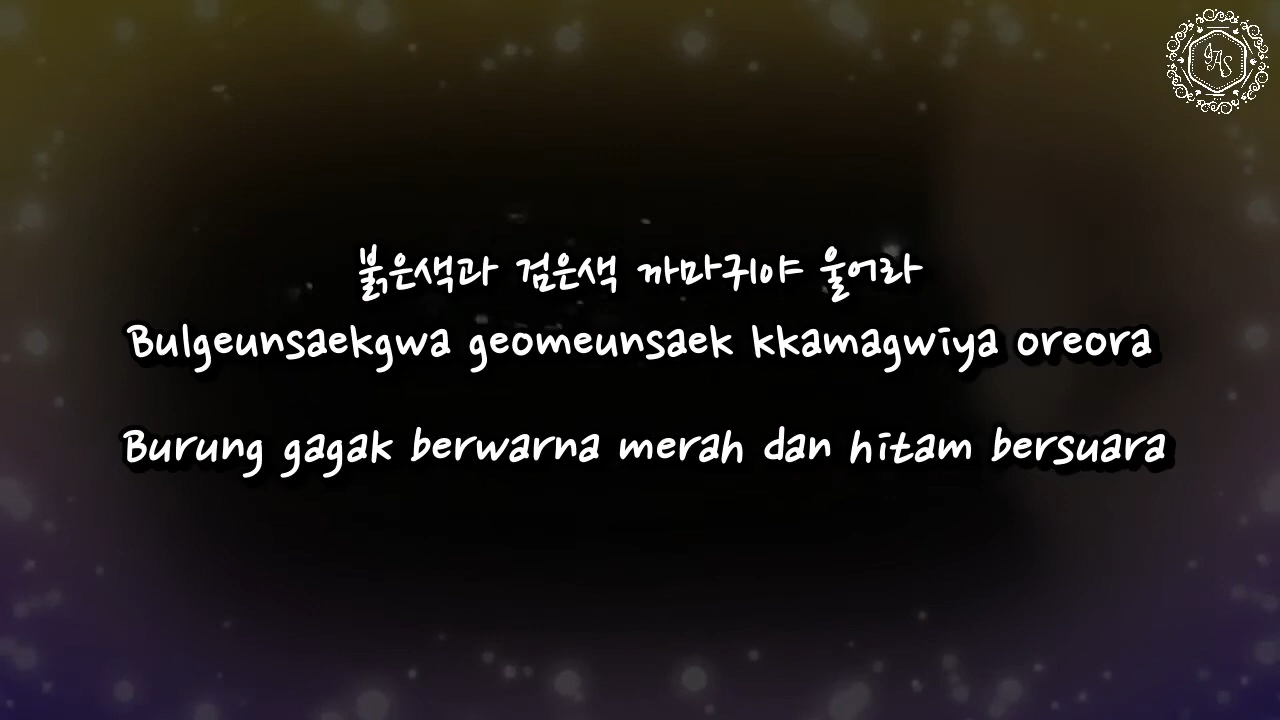 JAS
붉은색과 검은색 까마귀야 울어라
Bulgeunsaekgwa geomeunsaek kkamagwiya oreora
Burung gagak berwarna merah dan hitam bersuara